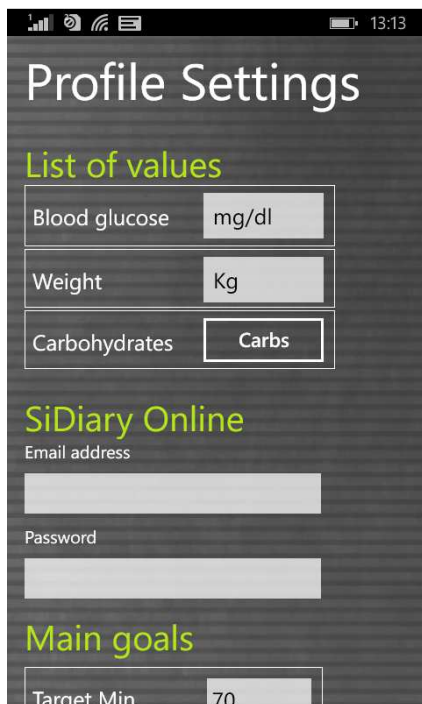 13:13
Profile Settings
List of values
Blood glucose mg/dl
Weight Kg
Carbohydrates Carbs
SiDiary Online
Email address
Password
Main goals
Target Min 70